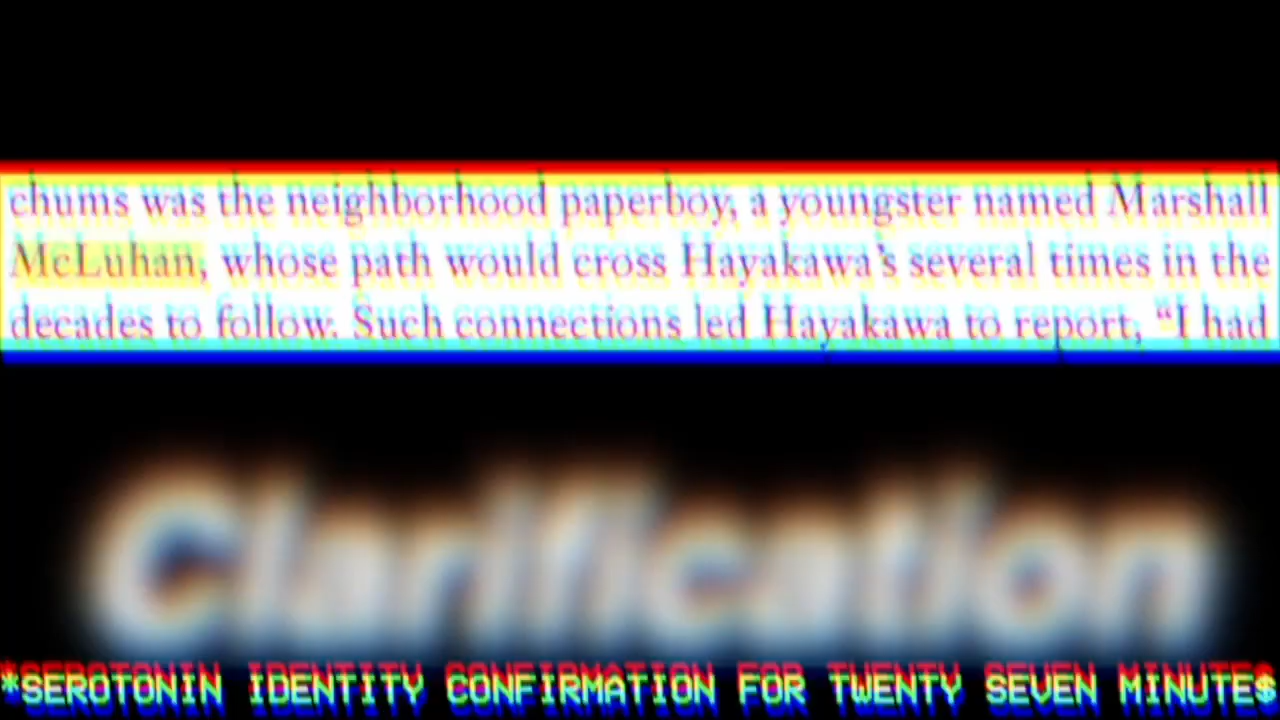 chums was the neighborhood paperboy, a youngster named Marshall
McLuhan, whose path would cross Hayakawa’s several times in the
decades to follow. Such connections led Hayakawa to report, “I had
Clarification
*SEROTONIN IDENTITY CONFIRMATION FOR TWENTY SEVEN MINUTE$